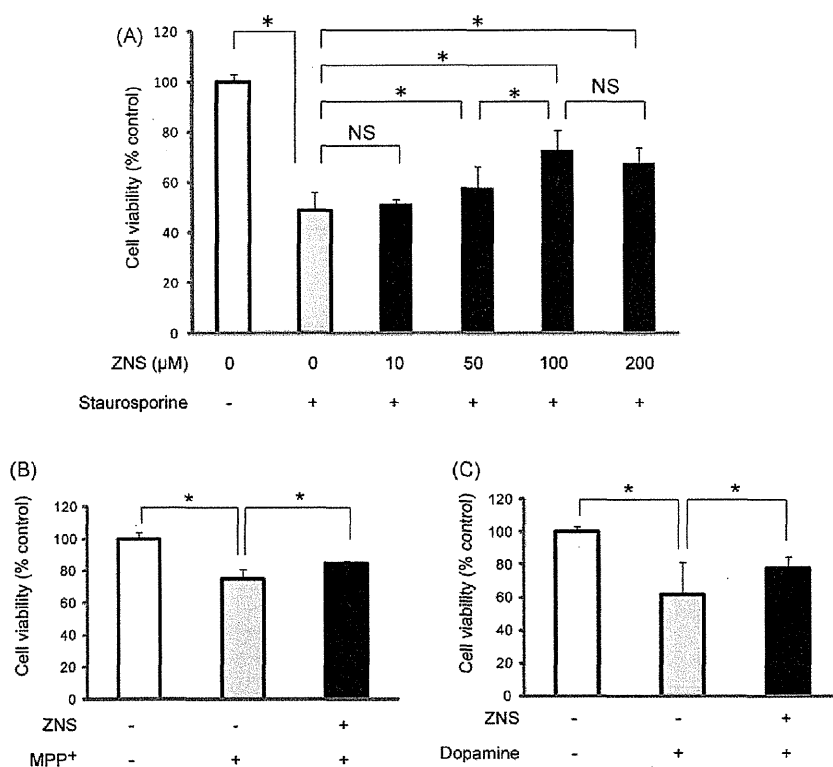 (A)
120
100
80
60
40
20
0
Cell viability (% control)
*
*
*
*
*
NS
NS
ZNS (µM) 0 0 10 50 100 200
Staurosporine - + + + + +
(B)
120
100
80
60
40
20
0
Cell viability (% control)
*
*
ZNS - - +
MPP⁺ - + +
(C)
120
100
80
60
40
20
0
Cell viability (% control)
*
*
ZNS - - +
Dopamine - + +